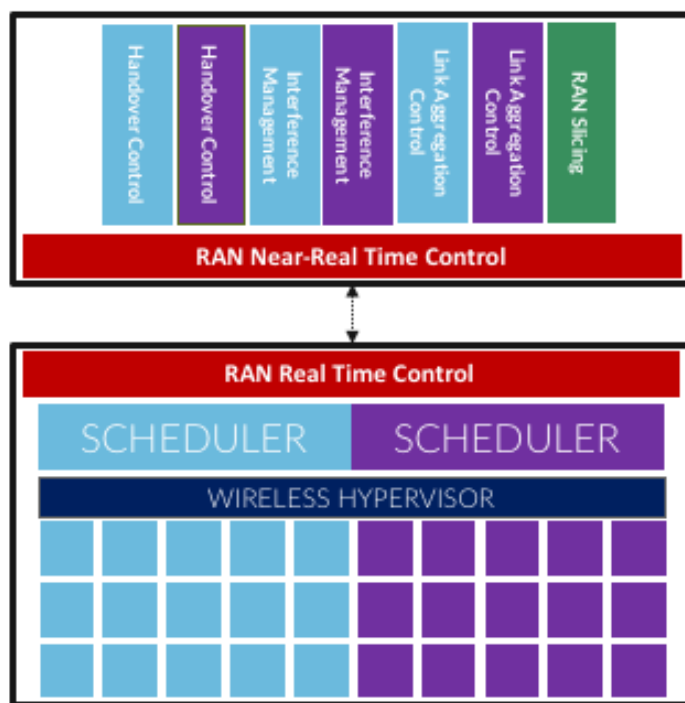 Handover Control
Handover Control
Interference
Management
Interference
Management
Link Aggregation
Control
Link Aggregation
Control
RAN Slicing
RAN Near-Real Time Control
RAN Real Time Control
SCHEDULER
SCHEDULER
WIRELESS HYPERVISOR